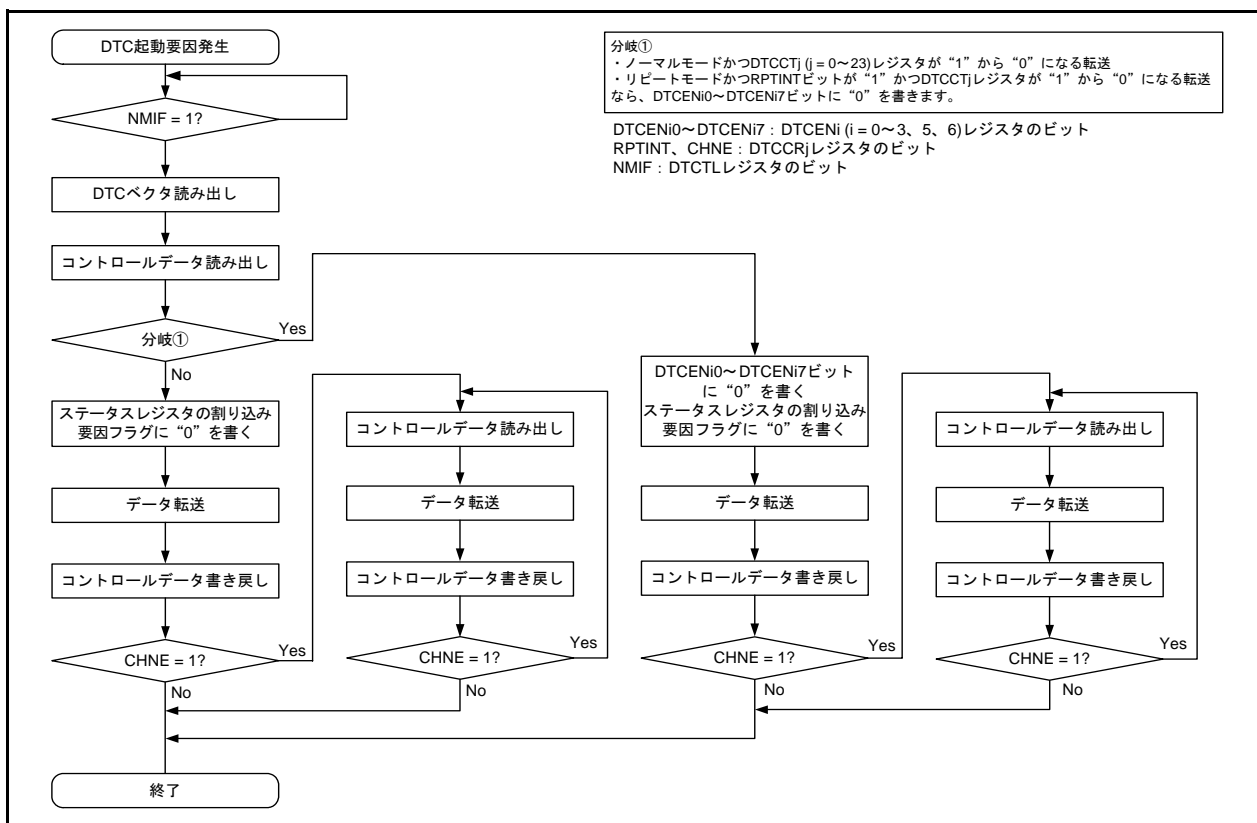 DTC起動要因発生
NMIF = 1?
DTCベクタ読み出し
コントロールデータ読み出し
分岐①
Yes
No
ステータスレジスタの割り込み
要因フラグに“0”を書く
データ転送
コントロールデータ書き戻し
CHNE = 1?
Yes
No
終了
コントロールデータ読み出し
データ転送
コントロールデータ書き戻し
CHNE = 1?
Yes
No
分岐①
・ノーマルモードかつDTCCTj (j = 0~23)レジスタが“1”から“0”になる転送
・リピートモードかつRPTINTビットが“1”かつDTCCTjレジスタが“1”から“0”になる転送
なら、DTCENi0~DTCENi7ビットに“0”を書きます。
DTCENi0~DTCENi7:DTCENi (i = 0~3、5、6)レジスタのビット
RPTINT、CHNE:DTCCRjレジスタのビット
NMIF:DTCTLレジスタのビット
DTCENi0~DTCENi7ビット
に“0”を書く
ステータスレジスタの割り込み
要因フラグに“0”を書く
データ転送
コントロールデータ書き戻し
CHNE = 1?
Yes
No
コントロールデータ読み出し
データ転送
コントロールデータ書き戻し
CHNE = 1?
Yes
No